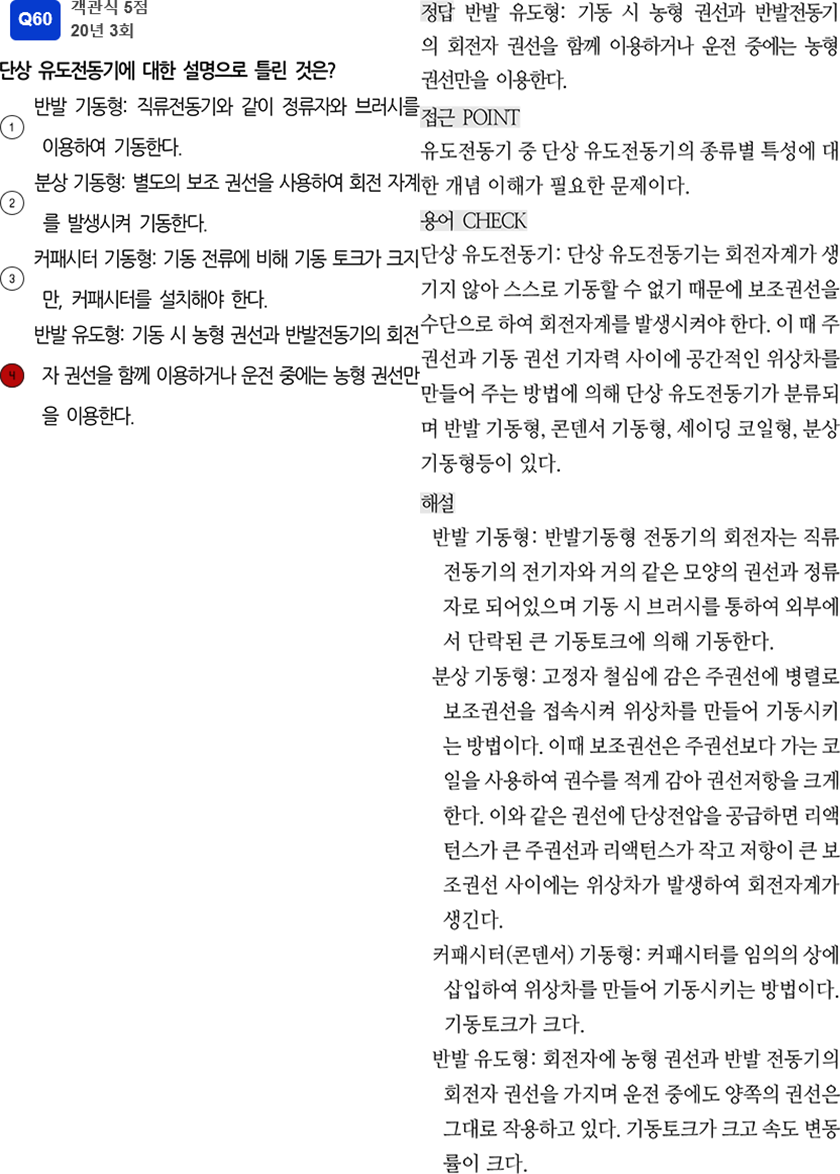 Q60
객관식 5점
20년 3회
단상 유도전동기에 대한 설명으로 틀린 것은?
1 반발 기동형: 직류전동기와 같이 정류자와 브러시를
이용하여 기동한다.
2 분상 기동형: 별도의 보조 권선을 사용하여 회전 자계
를 발생시켜 기동한다.
3 커패시터 기동형: 기동 전류에 비해 기동 토크가 크지
만, 커패시터를 설치해야 한다.
반발 유도형: 기동 시 농형 권선과 반발전동기의 회전
4 자 권선을 함께 이용하거나 운전 중에는 농형 권선만
을 이용한다.
정답 반발 유도형: 기동 시 농형 권선과 반발전동기
의 회전자 권선을 함께 이용하거나 운전 중에는 농형
권선만을 이용한다.
접근 POINT
유도전동기 중 단상 유도전동기의 종류별 특성에 대
한 개념 이해가 필요한 문제이다.
용어 CHECK
단상 유도전동기: 단상 유도전동기는 회전자계가 생
기지 않아 스스로 기동할 수 없기 때문에 보조권선을
수단으로 하여 회전자계를 발생시켜야 한다. 이 때 주
권선과 기동 권선 기자력 사이에 공간적인 위상차를
만들어 주는 방법에 의해 단상 유도전동기가 분류되
며 반발 기동형, 콘덴서 기동형, 세이딩 코일형, 분상
기동형등이 있다.
해설
반발 기동형: 반발기동형 전동기의 회전자는 직류
전동기의 전기자와 거의 같은 모양의 권선과 정류
자로 되어있으며 기동 시 브러시를 통하여 외부에
서 단락된 큰 기동토크에 의해 기동한다.
분상 기동형: 고정자 철심에 감은 주권선에 병렬로
보조권선을 접속시켜 위상차를 만들어 기동시키
는 방법이다. 이때 보조권선은 주권선보다 가는 코
일을 사용하여 권수를 적게 감아 권선저항을 크게
한다. 이와 같은 권선에 단상전압을 공급하면 리액
턴스가 큰 주권선과 리액턴스가 작고 저항이 큰 보
조권선 사이에는 위상차가 발생하여 회전자계가
생긴다.
커패시터(콘덴서) 기동형: 커패시터를 임의의 상에
삽입하여 위상차를 만들어 기동시키는 방법이다.
기동토크가 크다.
반발 유도형: 회전자에 농형 권선과 반발 전동기의
회전자 권선을 가지며 운전 중에도 양쪽의 권선은
그대로 작용하고 있다. 기동토크가 크고 속도 변동
률이 크다.